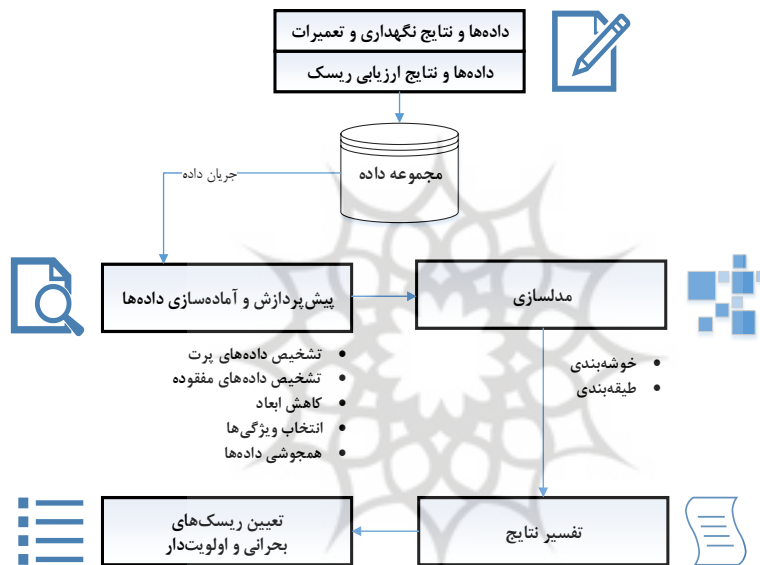 داده‌ها و نتایج نگهداری و تعمیرات
داده‌ها و نتایج ارزیابی ریسک
مجموعه داده
جریان داده
پیش‌پردازش و آماده‌سازی داده‌ها
مدلسازی
• تشخیص داده‌های پرت
• تشخیص داده‌های مفقوده
• کاهش ابعاد
• انتخاب ویژگی‌ها
• همجوشی داده‌ها
• خوشه‌بندی
• طیقه‌بندی
تفسیر نتایج
تعیین ریسک‌های
بحرانی و اولویت‌دار